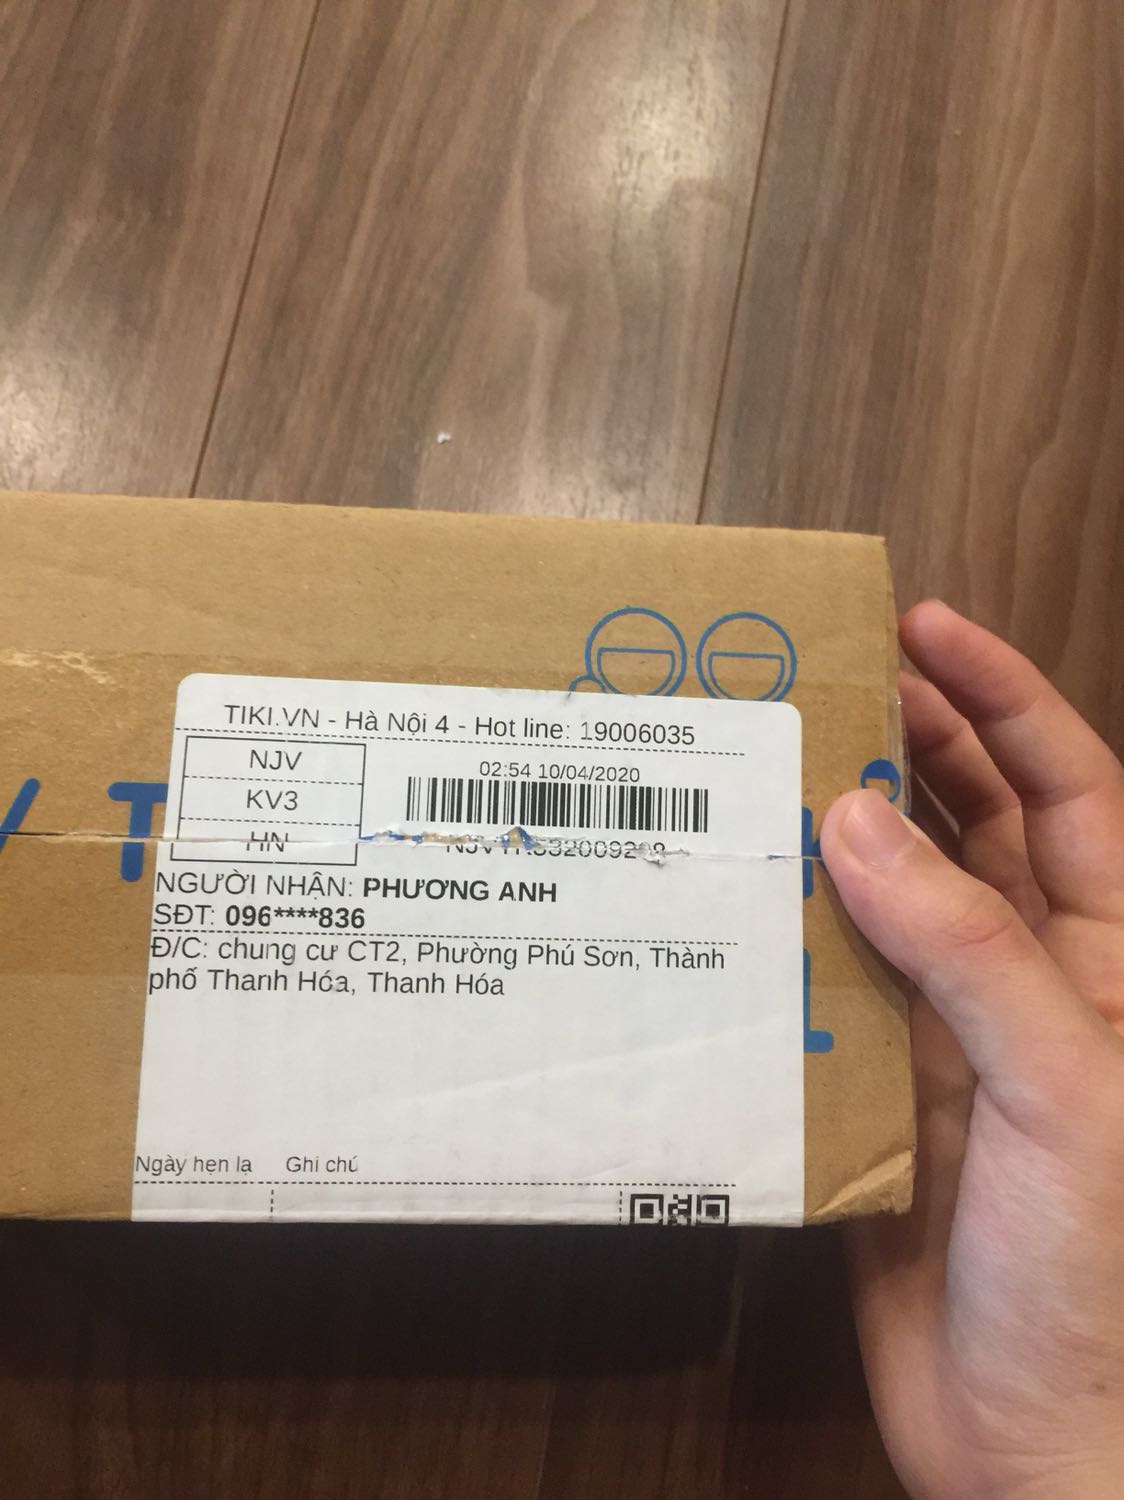 TIKI.VN - Hà Nội 4 - Hot line: 19006035
NJV
KV3
HN
02:54 10/04/2020
NGƯỜI NHẬN: PHƯƠNG ANH
SĐT: 096****836
Đ/C: chung cư CT2, Phường Phú Sơn, Thành
phố Thanh Hóa, Thanh Hóa
Ngày hẹn lạ Ghi chú